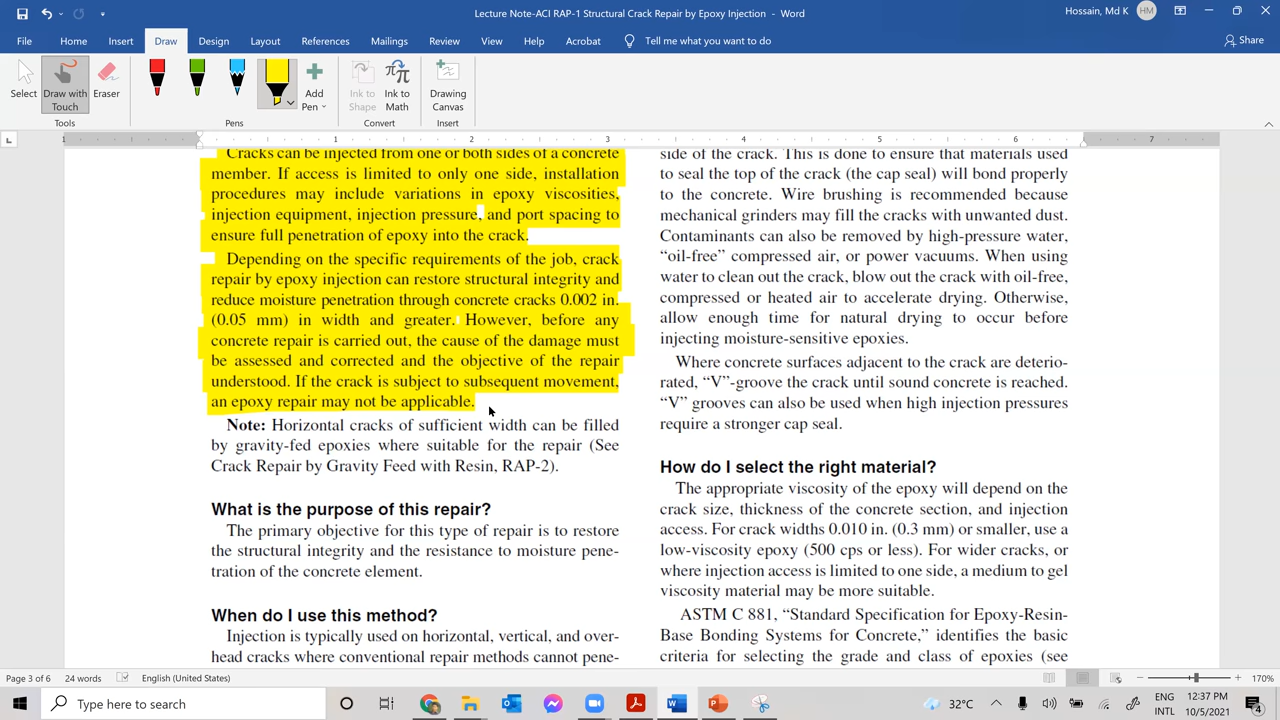 Lecture Note-ACI RAP-1 Structural Crack Repair by Epoxy Injection - Word
Hossain, Md K
HM
File
Home
Insert
Draw
Design
Layout
References
Mailings
Review
View
Help
Acrobat
Tell me what you want to do
Share
Select
Draw with
Touch
Eraser
Add
Pen
Ink to
Shape
Ink to
Math
Drawing
Canvas
Tools
Pens
Convert
Insert
1
1
2
3
4
5
6
7
Cracks can be injected from one or both sides of a concrete
member. If access is limited to only one side, installation
procedures may include variations in epoxy viscosities,
injection equipment, injection pressure, and port spacing to
ensure full penetration of epoxy into the crack.
Depending on the specific requirements of the job, crack
repair by epoxy injection can restore structural integrity and
reduce moisture penetration through concrete cracks 0.002 in.
(0.05 mm) in width and greater. However, before any
concrete repair is carried out, the cause of the damage must
be assessed and corrected and the objective of the repair
understood. If the crack is subject to subsequent movement,
an epoxy repair may not be applicable.
Note: Horizontal cracks of sufficient width can be filled
by gravity-fed epoxies where suitable for the repair (See
Crack Repair by Gravity Feed with Resin, RAP-2).
What is the purpose of this repair?
The primary objective for this type of repair is to restore
the structural integrity and the resistance to moisture pene-
tration of the concrete element.
When do I use this method?
Injection is typically used on horizontal, vertical, and over-
head cracks where conventional repair methods cannot pene-
side of the crack. This is done to ensure that materials used
to seal the top of the crack (the cap seal) will bond properly
to the concrete. Wire brushing is recommended because
mechanical grinders may fill the cracks with unwanted dust.
Contaminants can also be removed by high-pressure water,
“oil-free” compressed air, or power vacuums. When using
water to clean out the crack, blow out the crack with oil-free,
compressed or heated air to accelerate drying. Otherwise,
allow enough time for natural drying to occur before
injecting moisture-sensitive epoxies.
Where concrete surfaces adjacent to the crack are deterio-
rated, “V”-groove the crack until sound concrete is reached.
“V” grooves can also be used when high injection pressures
require a stronger cap seal.
How do I select the right material?
The appropriate viscosity of the epoxy will depend on the
crack size, thickness of the concrete section, and injection
access. For crack widths 0.010 in. (0.3 mm) or smaller, use a
low-viscosity epoxy (500 cps or less). For wider cracks, or
where injection access is limited to one side, a medium to gel
viscosity material may be more suitable.
ASTM C 881, “Standard Specification for Epoxy-Resin-
Base Bonding Systems for Concrete,” identifies the basic
criteria for selecting the grade and class of epoxies (see
Page 3 of 6
24 words
English (United States)
170%
Type here to search
32°C
ENG
INTL
12:37 PM
10/5/2021
4